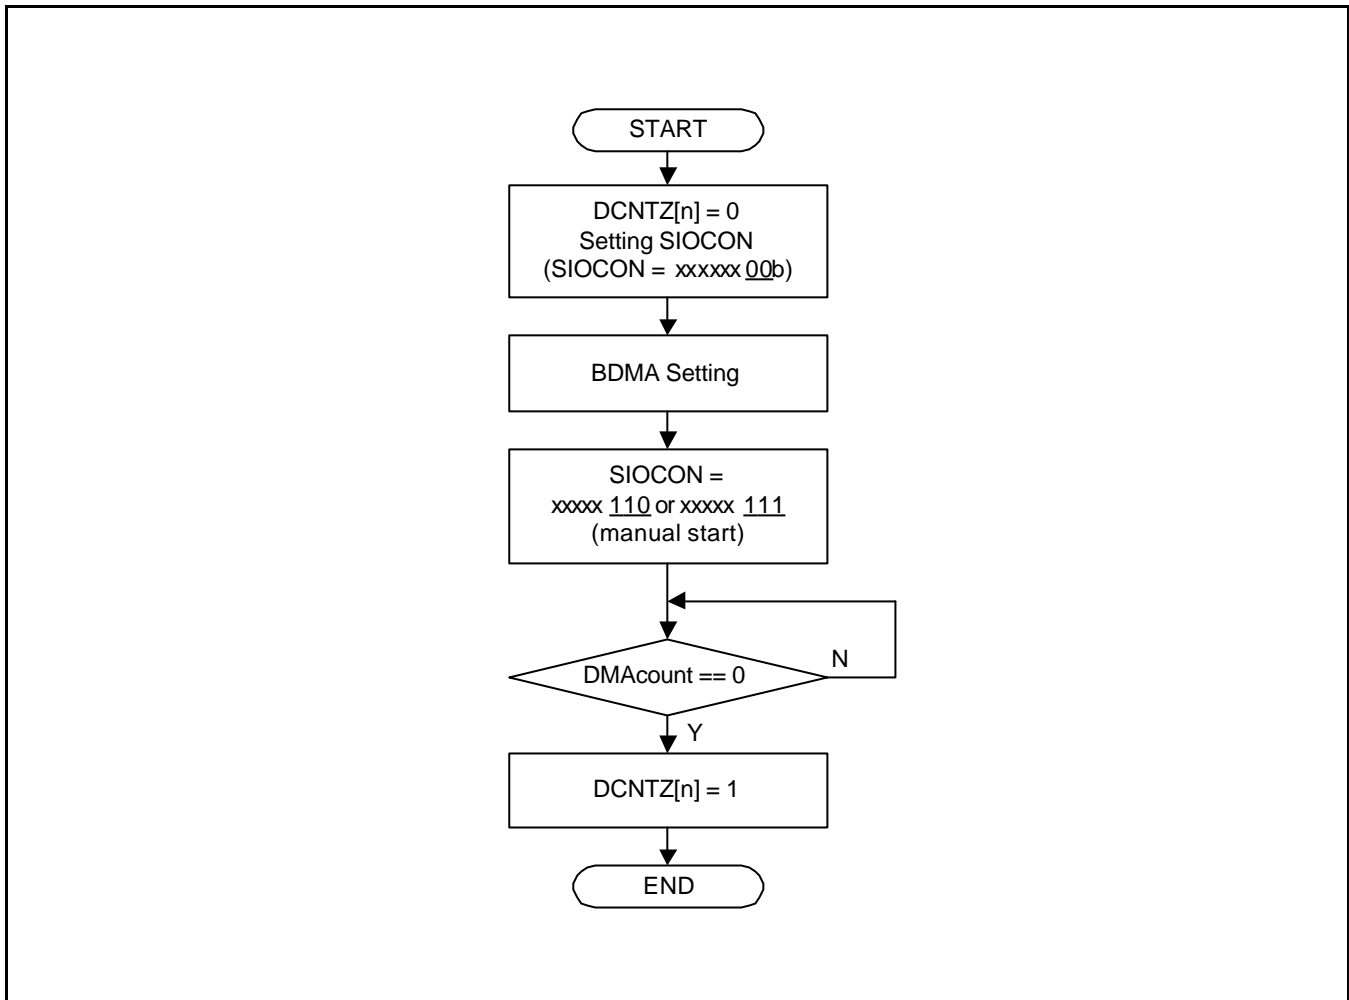 START
DCNTZ[n] = 0
Setting SIOCON
(SIOCON = xxxxxx 00b)
BDMA Setting
SIOCON =
xxxxx 110 or xxxxx 111
(manual start)
DMAcount == 0
N
Y
DCNTZ[n] = 1
END